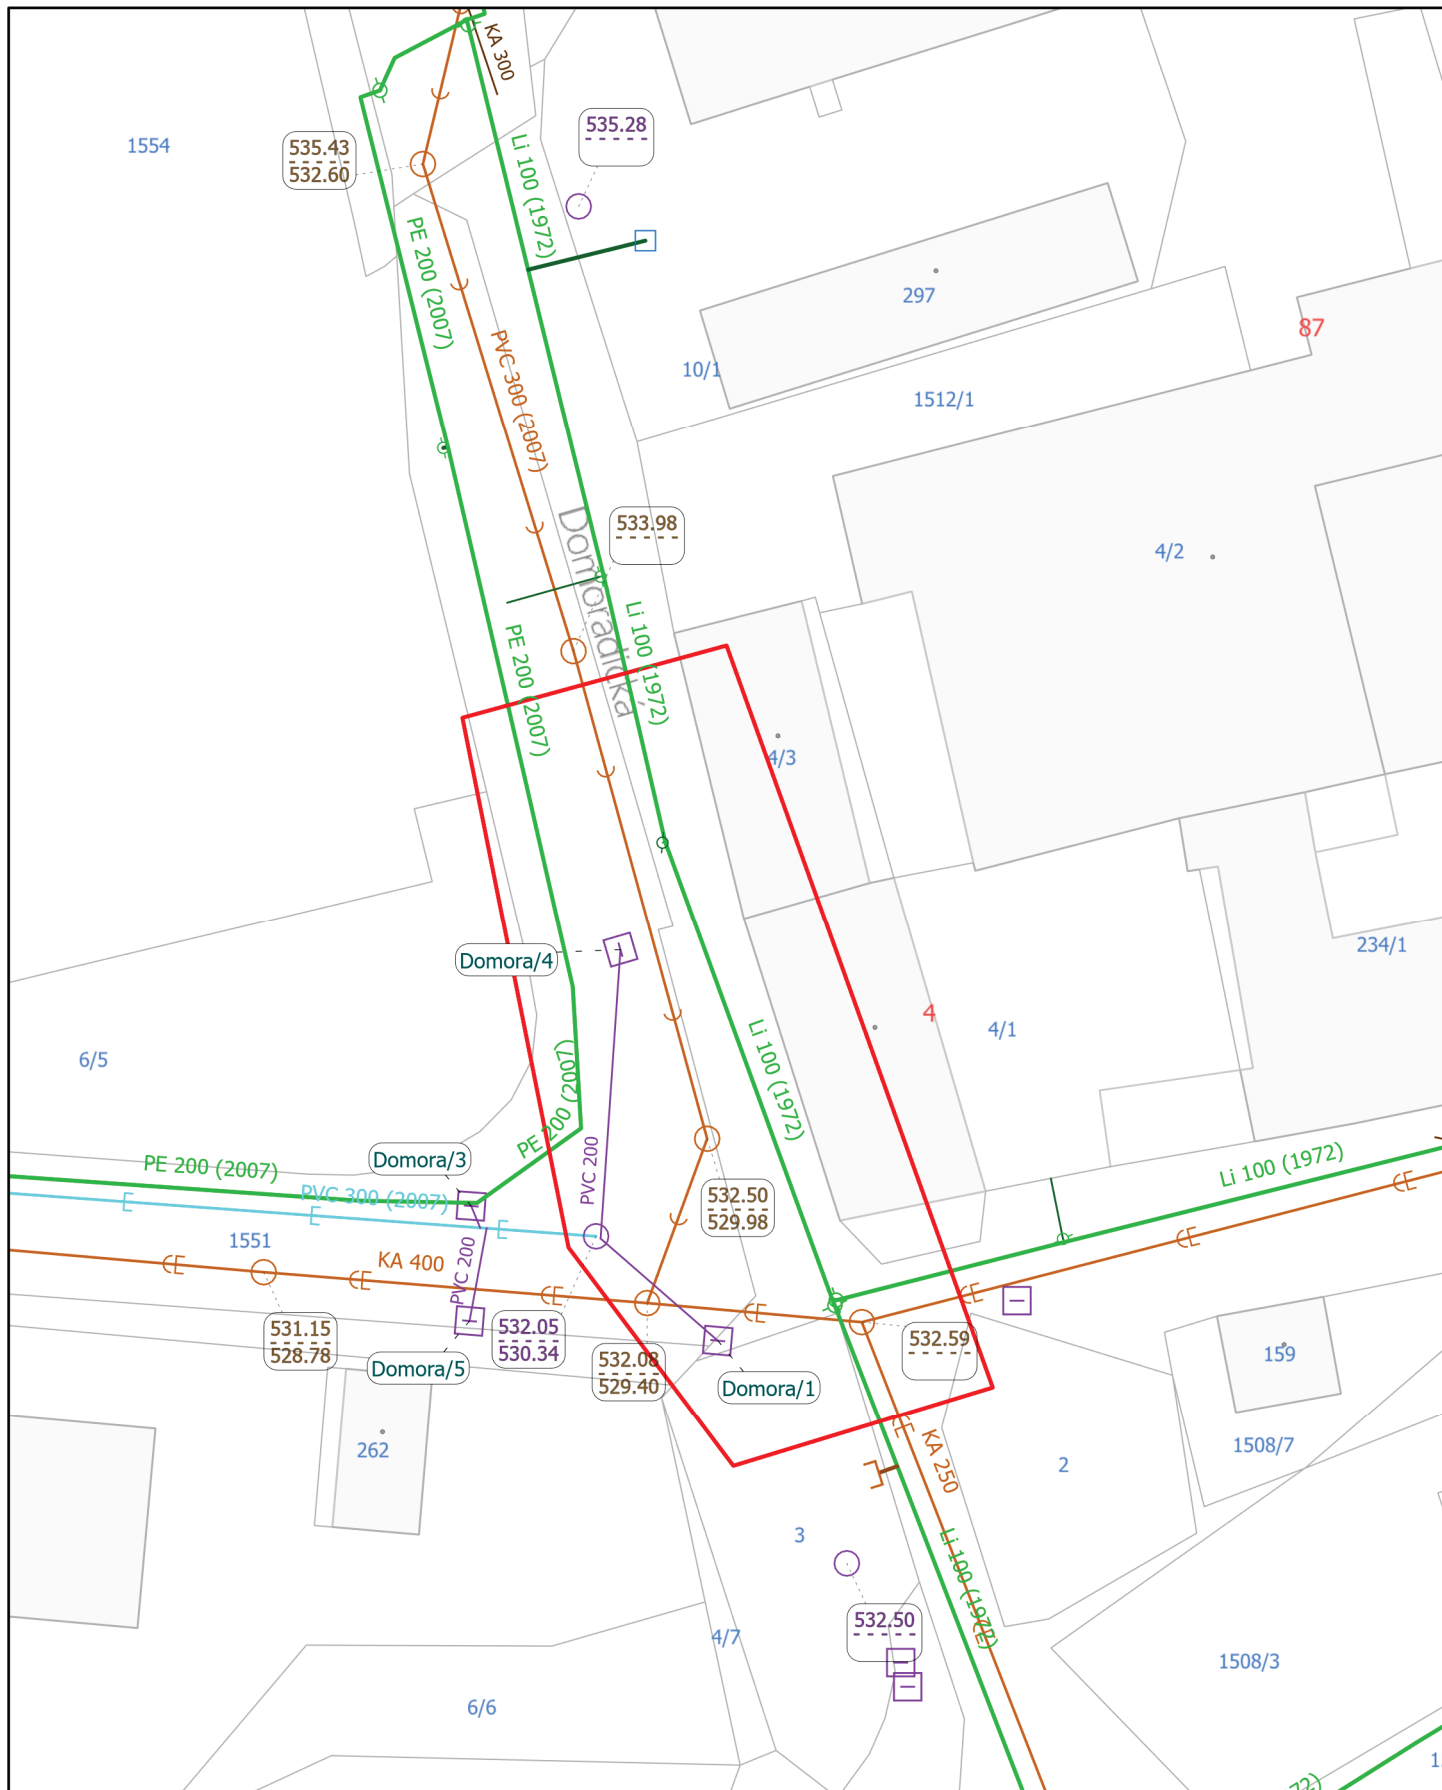 KA 300
535.28
1554
535.43
532.60
Li 100 (1972)
PE 200 (2007)
297
87
PVC 300 (2007)
10/1
1512/1
533.98
4/2
Domoradická
Li 100 (1972)
PE 200 (2007)
4/3
234/1
Domora/4
4
4/1
6/5
Li 100 (1972)
PE 200 (2007)
Domora/3
PE 200 (2007)
PVC 200
Li 100 (1972)
PVC 300 (2007)
532.50
529.98
1551
KA 400
PVC 200
531.15
528.78
532.05
530.34
532.08
529.40
532.59
159
Domora/5
Domora/1
262
KA 250
1508/7
2
3
Li 100 (1972)
532.50
4/7
1508/3
6/6
72)